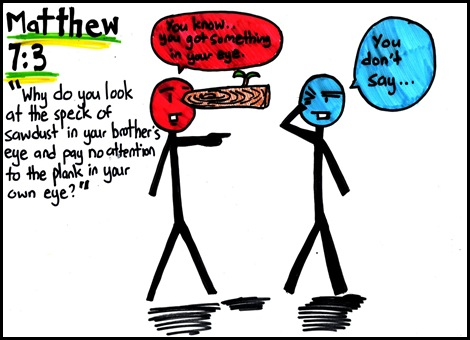 Matthew
7:3
"Why do you look
at the speck of
sawdust in your brother's
eye and pay no attention
to the plank in your
own eye?"
You know..
you got something
in your eye.
You
don't
say...